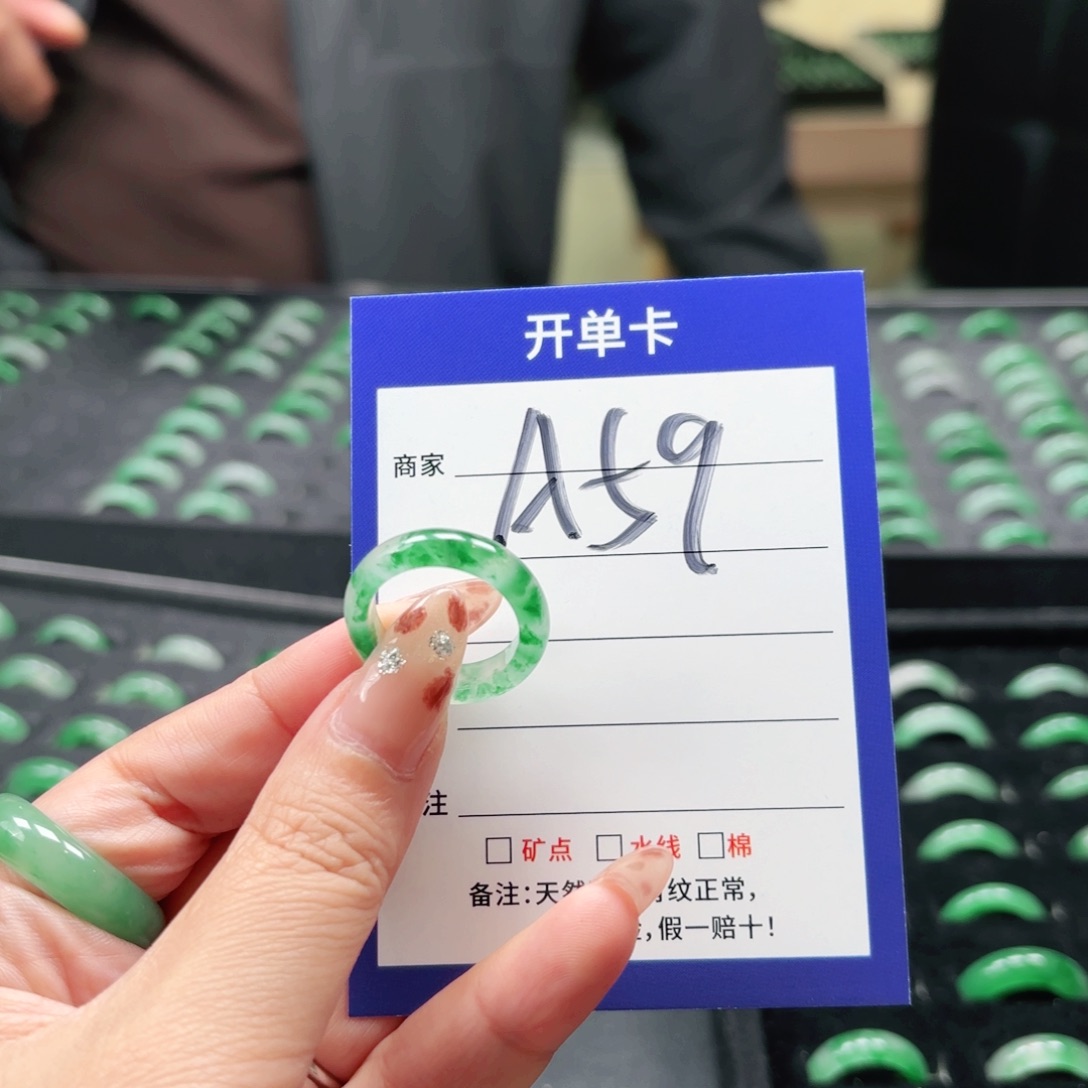 开单卡
商家 A59
注
矿点 水线 棉
备注:天然 纹正常,
,假一赔十!